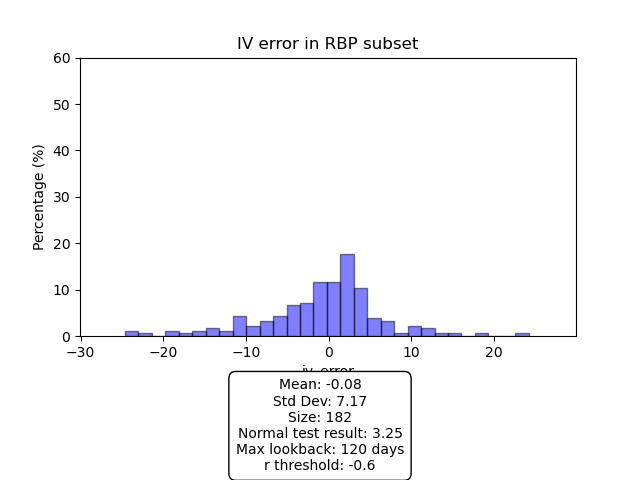 IV error in RBP subset
Percentage (%)
60
50
40
30
20
10
0
−30
−20
−10
0
10
20
iv_error
Mean: -0.08
Std Dev: 7.17
Size: 182
Normal test result: 3.25
Max lookback: 120 days
r threshold: -0.6